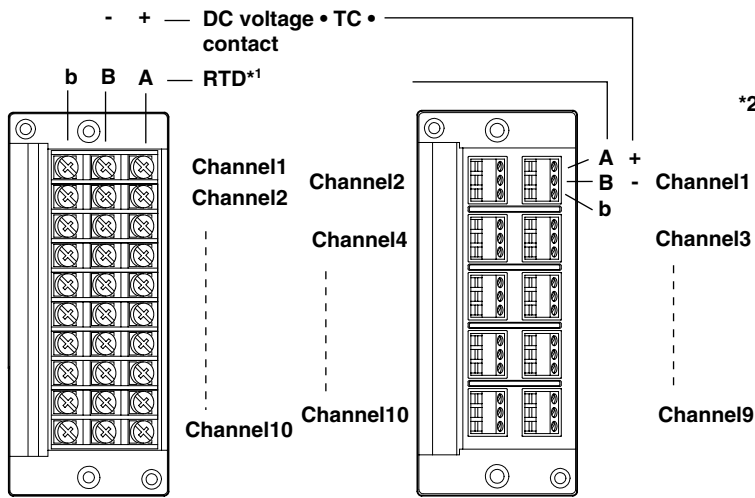 - + DC voltage • TC •
contact
b B A RTD*1
*2
Channel1
Channel2
Channel10
Channel2
Channel4
Channel10
A +
B -
b
Channel1
Channel3
Channel9